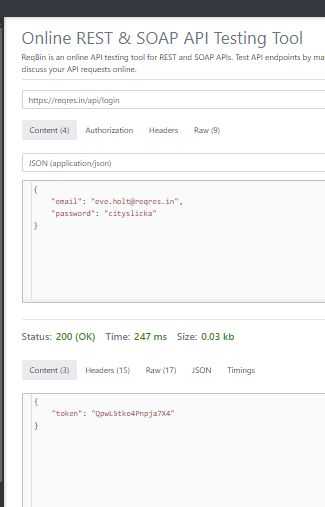 Online REST & SOAP API Testing Tool
ReqBin is an online API testing tool for REST and SOAP APIs. Test API endpoints by ma
discuss your API requests online.
https://reqres.in/api/login
Content (4) Authorization Headers Raw (9)
JSON (application/json)
{
"email": "eve.holt@reqres.in",
"password": "cityslicka"
}
Status: 200 (OK) Time: 247 ms Size: 0.03 kb
Content (3) Headers (15) Raw (17) JSON Timings
{
"token": "QpwL5tke4Pnpja7X4"
}